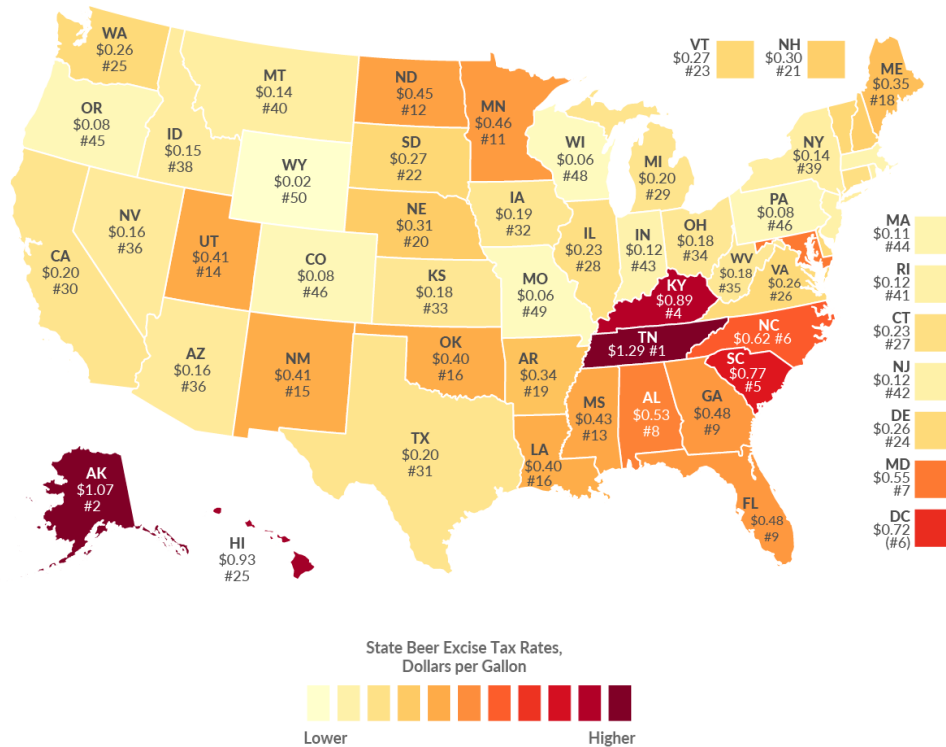 WA
$0.26
#25
OR
$0.08
#45
CA
$0.20
#30
NV
$0.16
#36
ID
$0.15
#38
MT
$0.14
#40
WY
$0.02
#50
UT
$0.41
#14
CO
$0.08
#46
AZ
$0.16
#36
NM
$0.41
#15
ND
$0.45
#12
SD
$0.27
#22
NE
$0.31
#20
KS
$0.18
#33
OK
$0.40
#16
TX
$0.20
#31
MN
$0.46
#11
IA
$0.19
#32
MO
$0.06
#49
AR
$0.34
#19
LA
$0.40
#16
WI
$0.06
#48
IL
$0.23
#28
MI
$0.20
#29
IN
$0.12
#43
OH
$0.18
#34
KY
$0.89
#4
TN
$1.29 #1
MS
$0.43
#13
AL
$0.53
#8
GA
$0.48
#9
FL
$0.48
#9
SC
$0.77
#5
NC
$0.62 #6
WV
$0.18
#35
VA
$0.26
#26
PA
$0.08
#46
NY
$0.14
#39
VT
$0.27
#23
NH
$0.30
#21
ME
$0.35
#18
MA
$0.11
#44
RI
$0.12
#41
CT
$0.23
#27
NJ
$0.12
#42
DE
$0.26
#24
MD
$0.55
#7
DC
$0.72
(#6)
AK
$1.07
#2
HI
$0.93
#25
State Beer Excise Tax Rates,
Dollars per Gallon
Lower
Higher